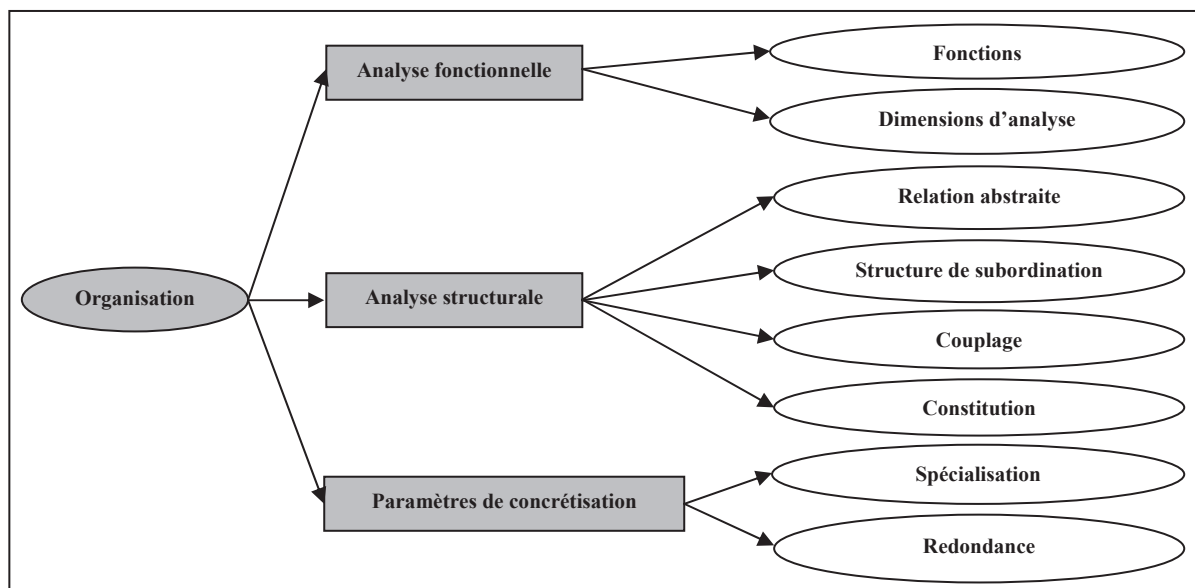 Fonctions
Analyse fonctionnelle
Dimensions d'analyse
Relation abstraite
Structure de subordination
Organisation
Analyse structurale
Couplage
Constitution
Spécialisation
Paramètres de concrétisation
Redondance